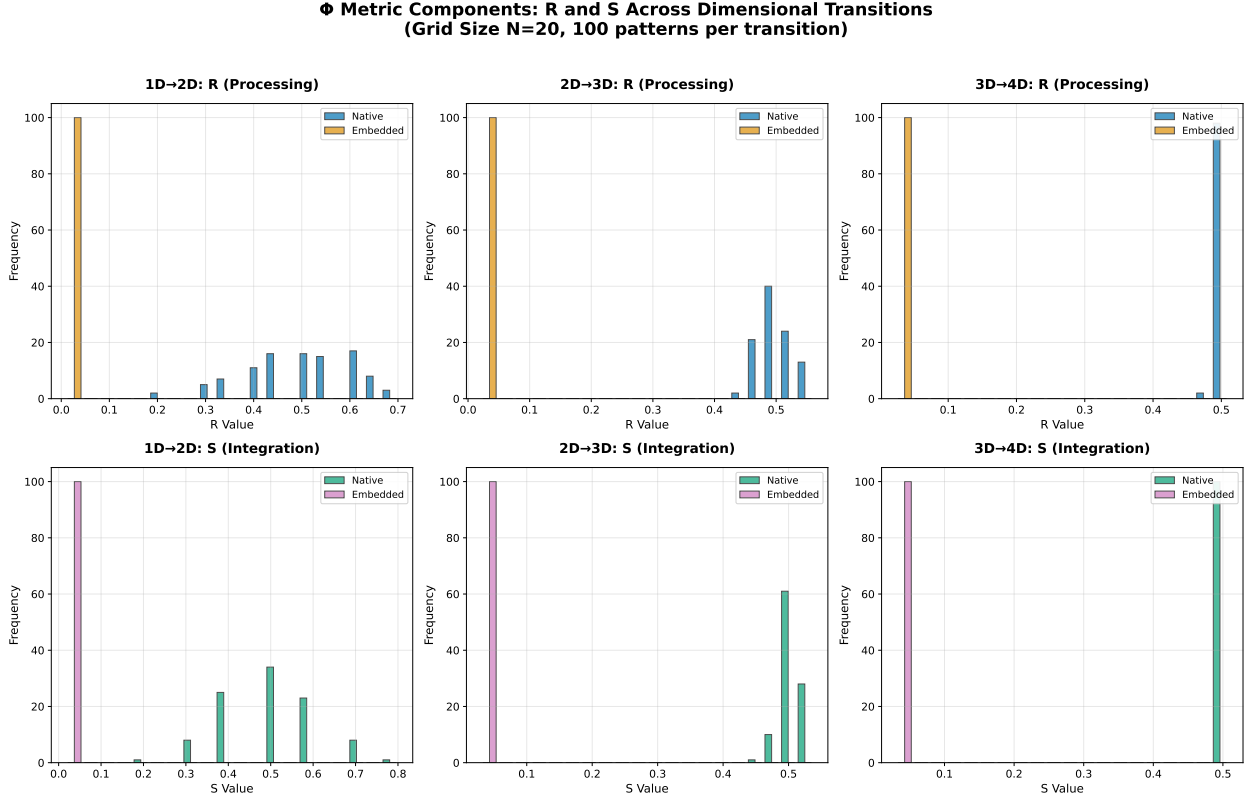 Φ Metric Components: R and S Across Dimensional Transitions
(Grid Size N=20, 100 patterns per transition)
1D→2D: R (Processing)
Frequency
100
80
60
40
20
0
Native
Embedded
0.0 0.1 0.2 0.3 0.4 0.5 0.6 0.7
R Value
2D→3D: R (Processing)
Frequency
100
80
60
40
20
0
Native
Embedded
0.0 0.1 0.2 0.3 0.4 0.5
R Value
3D→4D: R (Processing)
Frequency
100
80
60
40
20
0
Native
Embedded
0.1 0.2 0.3 0.4 0.5
R Value
1D→2D: S (Integration)
Frequency
100
80
60
40
20
0
Native
Embedded
0.0 0.1 0.2 0.3 0.4 0.5 0.6 0.7 0.8
S Value
2D→3D: S (Integration)
Frequency
100
80
60
40
20
0
Native
Embedded
0.1 0.2 0.3 0.4 0.5
S Value
3D→4D: S (Integration)
Frequency
100
80
60
40
20
0
Native
Embedded
0.1 0.2 0.3 0.4 0.5
S Value